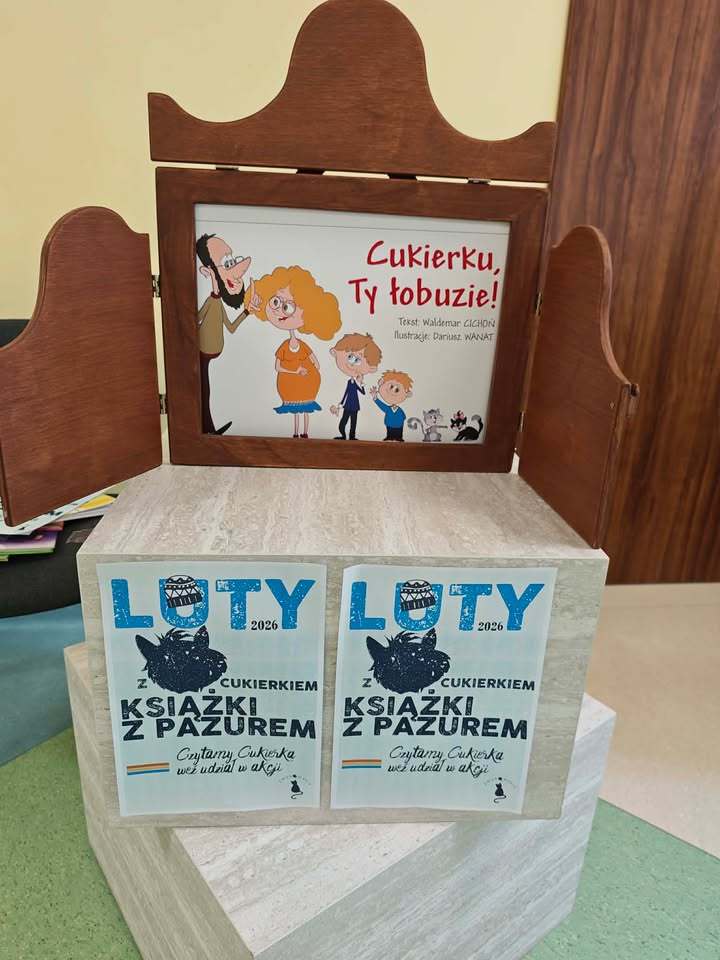 Cukierku,
Ty łobuzie!
Tekst: Waldemar CICHOŃ
Ilustracje: Dariusz WANAT
LUTY
2026
Z CUKIERKIEM
KSIĄŻKI
Z PAZUREM
Czytamy Cukierka
weź udział w akcji
LUTY
2026
Z CUKIERKIEM
KSIĄŻKI
Z PAZUREM
Czytamy Cukierka
weź udział w akcji